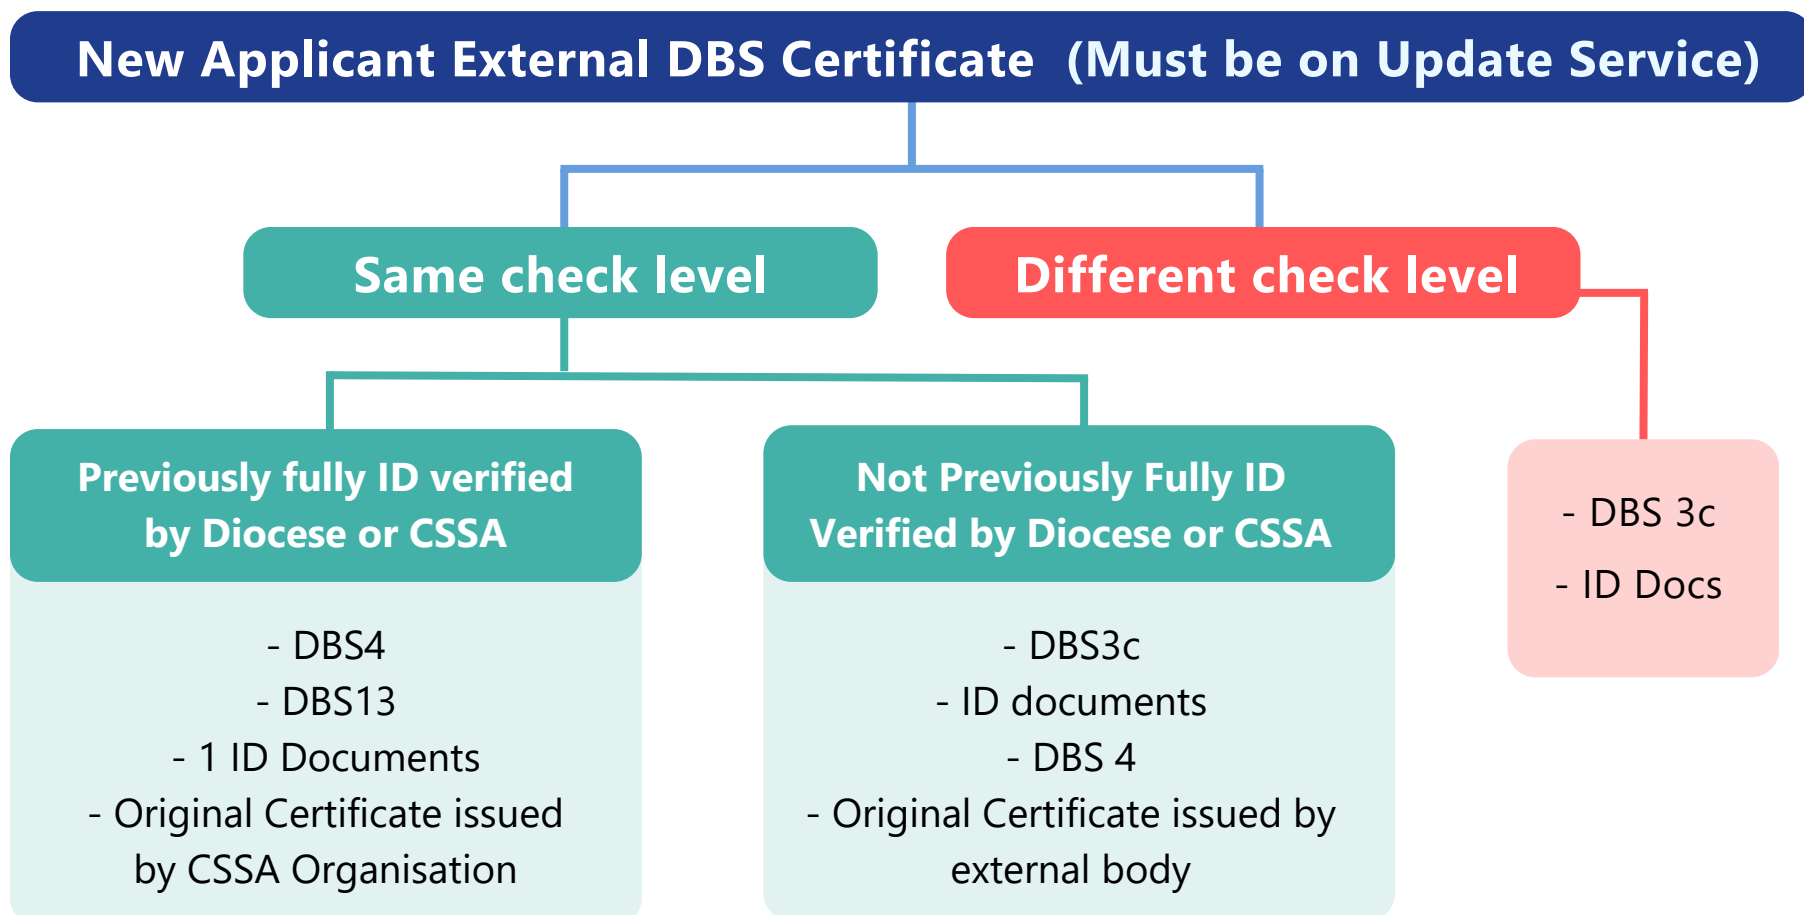 New Applicant External DBS Certificate (Must be on Update Service)
Same check level
Different check level
Previously fully ID verified
by Diocese or CSSA
- DBS4
- DBS13
- 1 ID Documents
- Original Certificate issued
by CSSA Organisation
Not Previously Fully ID
Verified by Diocese or CSSA
- DBS3c
- ID documents
- DBS 4
- Original Certificate issued by
external body
- DBS 3c
- ID Docs